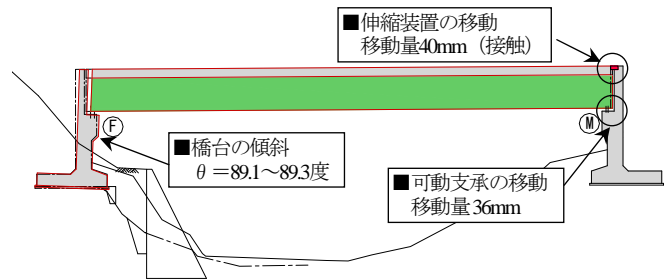 ■伸縮装置の移動
移動量40mm（接触）
Ⓕ
Ⓜ
■橋台の傾斜
θ＝89.1～89.3度
■可動支承の移動
移動量36mm